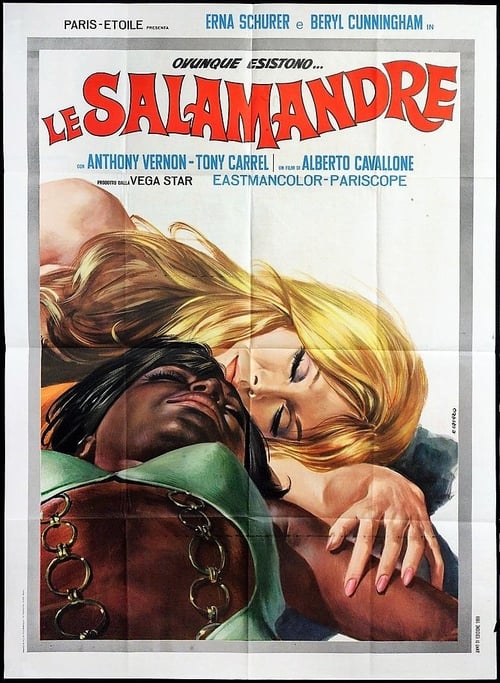 PARIS-ETOILE PRESENTA
ERNA SCHURER e BERYL CUNNINGHAM IN
OVUNQUE ESISTONO...
LE SALAMANDRE
CON ANTHONY VERNON-TONY CARREL UN FILM DI ALBERTO CAVALLONE
PRODOTTO DALLA VEGA STAR EASTMANCOLOR-PARISCOPE